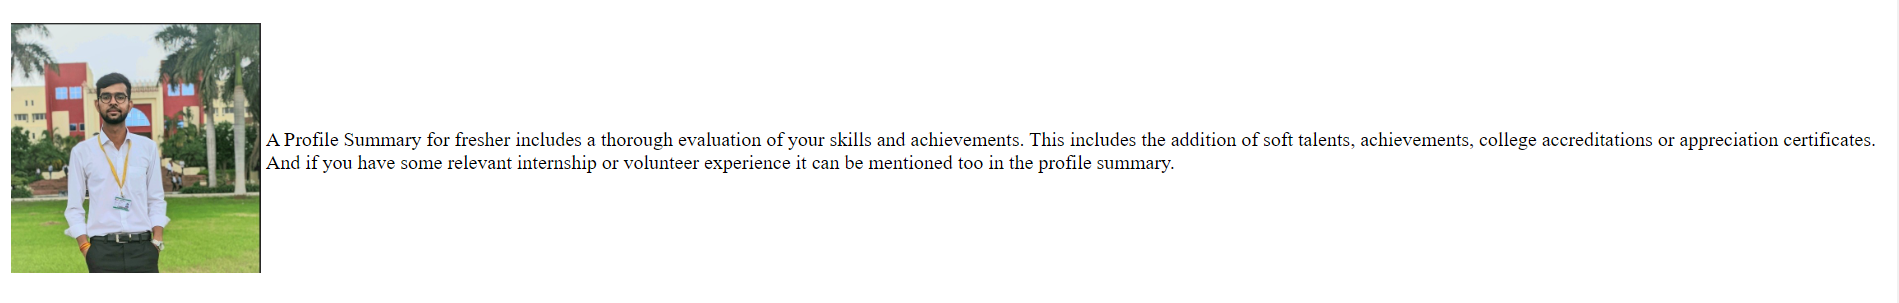 A Profile Summary for fresher includes a thorough evaluation of your skills and achievements. This includes the addition of soft talents, achievements, college accreditations or appreciation certificates.
And if you have some relevant internship or volunteer experience it can be mentioned too in the profile summary.